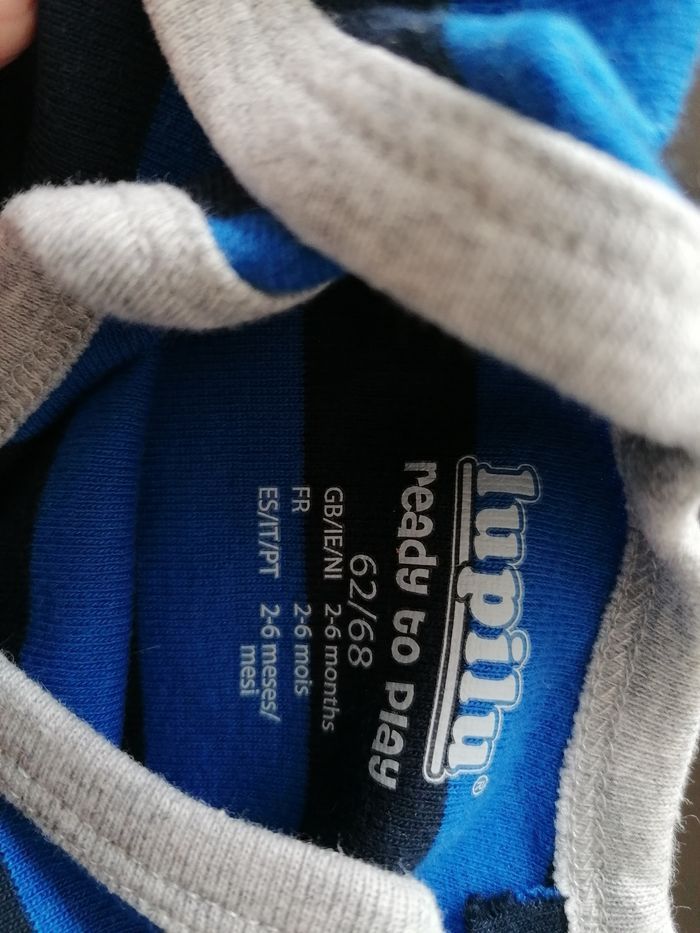 lupilu®
ready to play
62/68
GB/IE/NI 2-6 months
FR 2-6 mois
ES/IT/PT 2-6 meses/
mesi